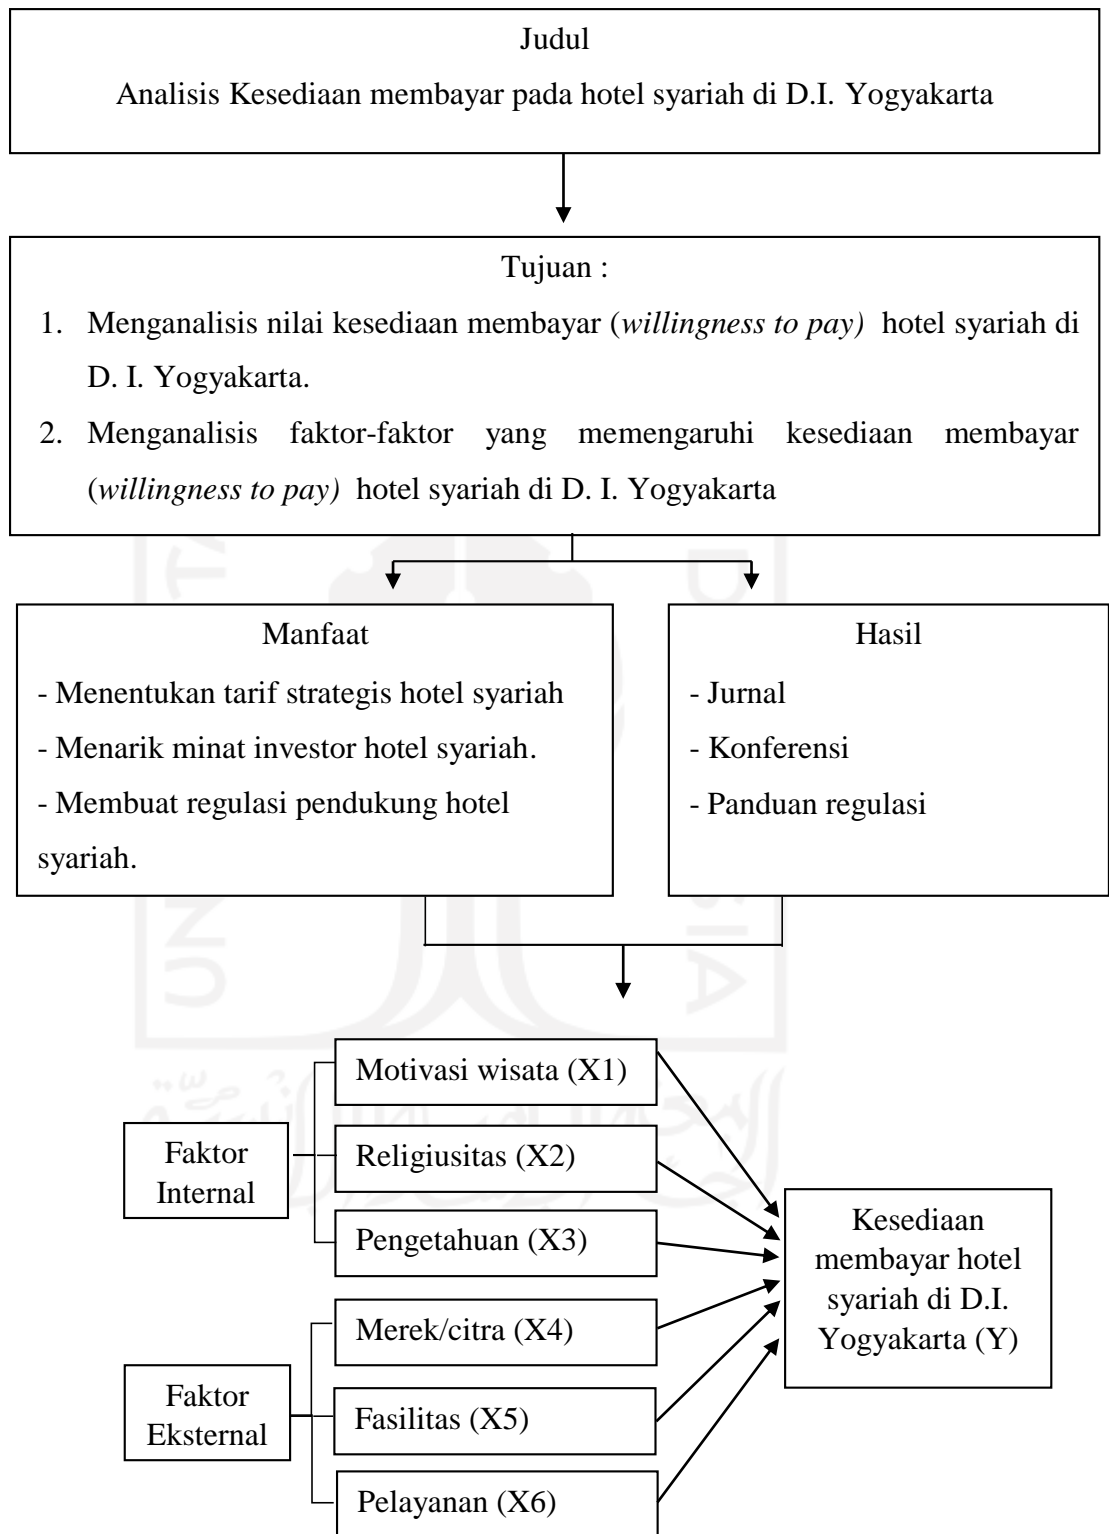 Judul
Analisis Kesediaan membayar pada hotel syariah di D.I. Yogyakarta
Tujuan :
1. Menganalisis nilai kesediaan membayar (willingness to pay) hotel syariah di
D. I. Yogyakarta.
2. Menganalisis faktor-faktor yang memengaruhi kesediaan membayar
(willingness to pay) hotel syariah di D. I. Yogyakarta
Manfaat
- Menentukan tarif strategis hotel syariah
- Menarik minat investor hotel syariah.
- Membuat regulasi pendukung hotel
syariah.
Hasil
- Jurnal
- Konferensi
- Panduan regulasi
Faktor
Internal
Motivasi wisata (X1)
Religiusitas (X2)
Pengetahuan (X3)
Faktor
Eksternal
Merek/citra (X4)
Fasilitas (X5)
Pelayanan (X6)
Kesediaan
membayar hotel
syariah di D.I.
Yogyakarta (Y)